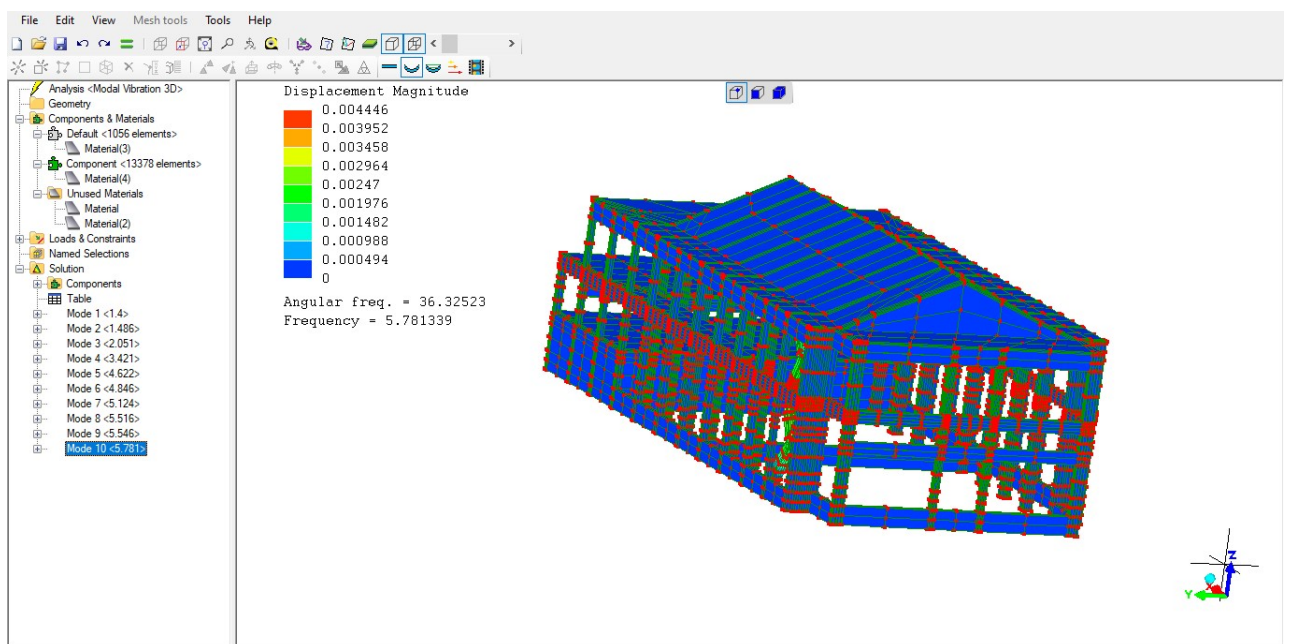 File Edit View Mesh tools Tools Help
Analysis <Modal Vibration 3D>
Geometry
Components & Materials
Default <1056 elements>
Material(3)
Component <13378 elements>
Material(4)
Unused Materials
Material
Material(2)
Loads & Constraints
Named Selections
Solution
Components
Table
Mode 1 <1.4>
Mode 2 <1.486>
Mode 3 <2.051>
Mode 4 <3.421>
Mode 5 <4.622>
Mode 6 <4.846>
Mode 7 <5.124>
Mode 8 <5.516>
Mode 9 <5.546>
Mode 10 <5.781>
Displacement Magnitude
0.004446
0.003952
0.003458
0.002964
0.00247
0.001976
0.001482
0.000988
0.000494
0
Angular freq. = 36.32523
Frequency = 5.781339
Z
Y